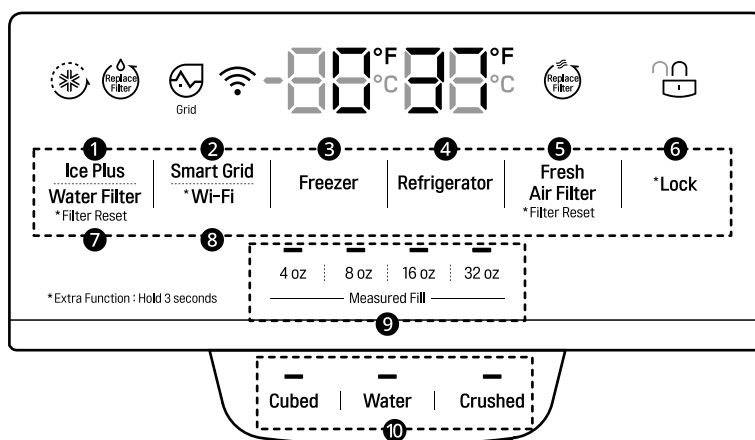 Replace Filter
Replace Filter
Grid
0 °F °C 37 °F °C
1 2 3 4 5 6
Ice Plus
Water Filter
*Filter Reset
Smart Grid
*Wi-Fi
Freezer
Refrigerator
Fresh
Air Filter
*Filter Reset
*Lock
7 8
4 oz 8 oz 16 oz 32 oz
*Extra Function : Hold 3 seconds
Measured Fill
9
Cubed Water Crushed
10